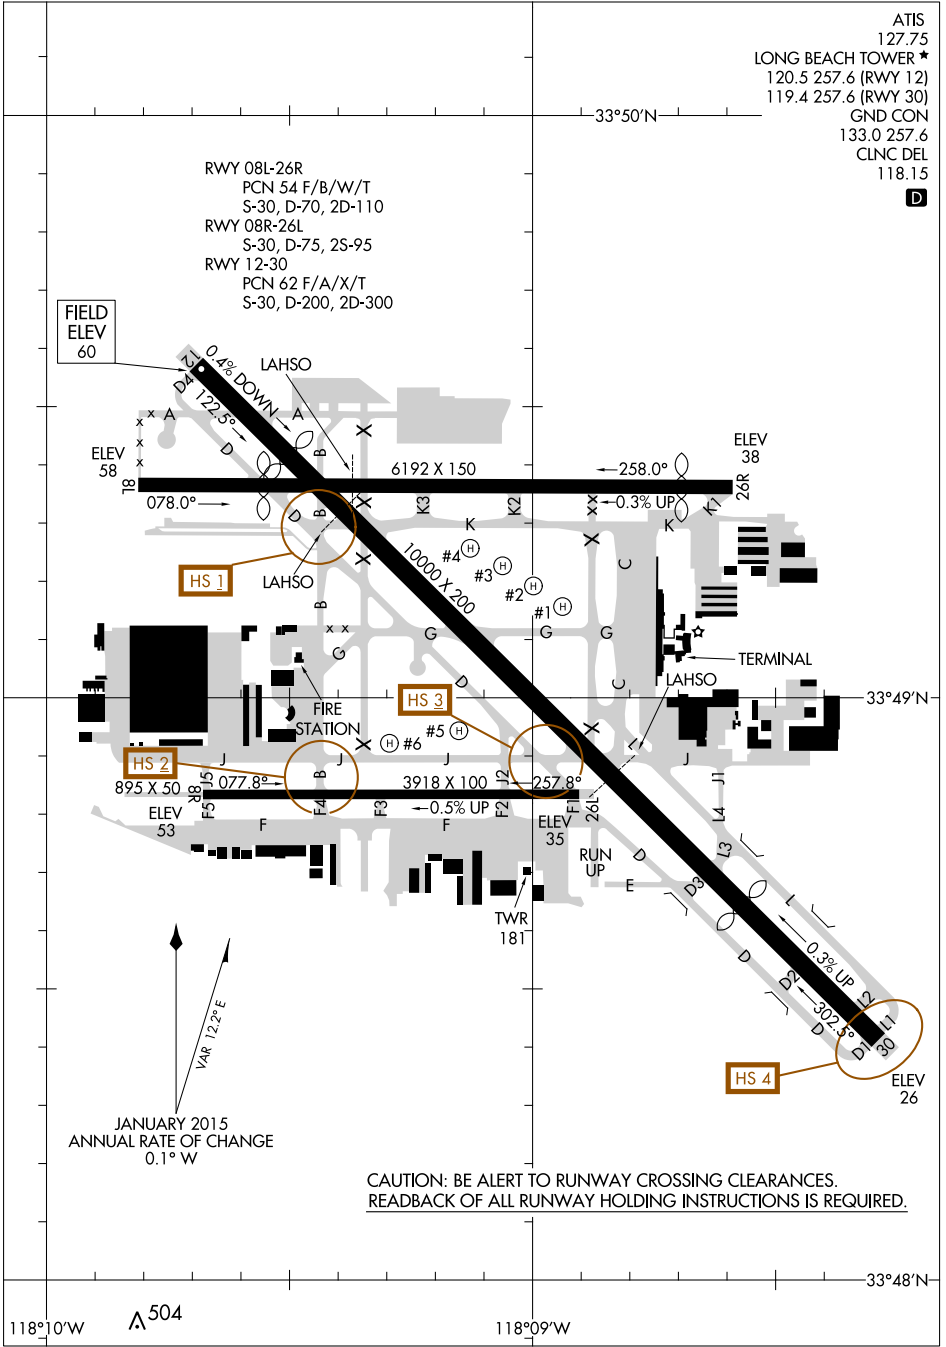 ATIS
127.75
LONG BEACH TOWER ★
120.5 257.6 (RWY 12)
119.4 257.6 (RWY 30)
GND CON
133.0 257.6
CLNC DEL
118.15
D
33°50'N
RWY 08L-26R
PCN 54 F/B/W/T
S-30, D-70, 2D-110
RWY 08R-26L
S-30, D-75, 2S-95
RWY 12-30
PCN 62 F/A/X/T
S-30, D-200, 2D-300
FIELD
ELEV
60
12
0.4% DOWN
LAHSO
D4
122.5°
A
A
D
B
X
x
x
x
x
ELEV
58
8L
6192 X 150
258.0°
ELEV
38
26R
078.0°
0.3% UP
D
B
X
K3
K2
x
x
K1
K
K
HS 1
LAHSO
X
X
10000 X 200
#4 H
#3 H
#2 H
#1 H
C
B
x x
G
G
G
G
TERMINAL
D
C
LAHSO
33°49'N
FIRE
STATION
HS 3
X
H #6
#5 H
X
L
HS 2
J
J
J
J
J5
077.8°
B
J2
257.8°
J1
895 X 50
3918 X 100
8R
F5
F4
F3
0.5% UP
F2
F1
26L
L4
ELEV
53
F
F
ELEV
35
RUN
UP
D
L3
E
D3
L
TWR
181
D
0.3% UP
D2
302.5°
L2
L1
D
D1
30
HS 4
ELEV
26
VAR 12.2° E
JANUARY 2015
ANNUAL RATE OF CHANGE
0.1° W
CAUTION: BE ALERT TO RUNWAY CROSSING CLEARANCES.
READBACK OF ALL RUNWAY HOLDING INSTRUCTIONS IS REQUIRED.
33°48'N
504
118°10'W
118°09'W